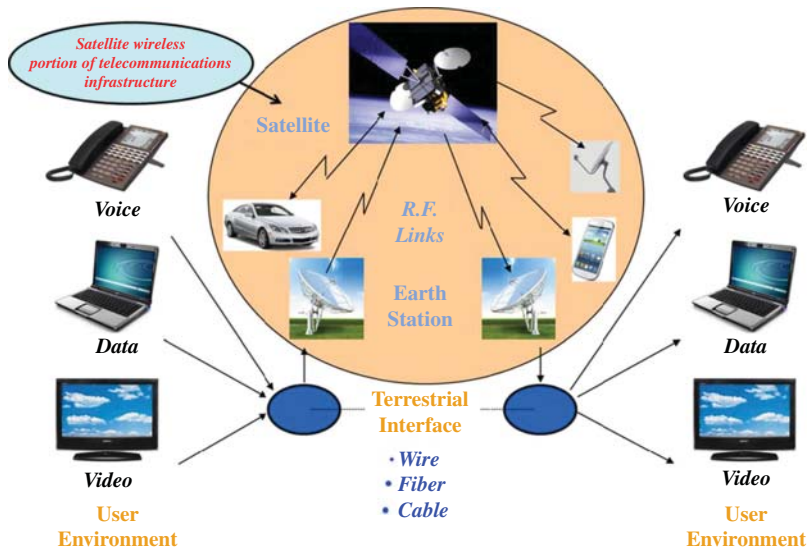 Satellite wireless
portion of telecommunications
infrastructure
Satellite
Voice
Data
Video
User
Environment
R.F.
Links
Earth
Station
Terrestrial
Interface
• Wire
• Fiber
• Cable
Voice
Data
Video
User
Environment